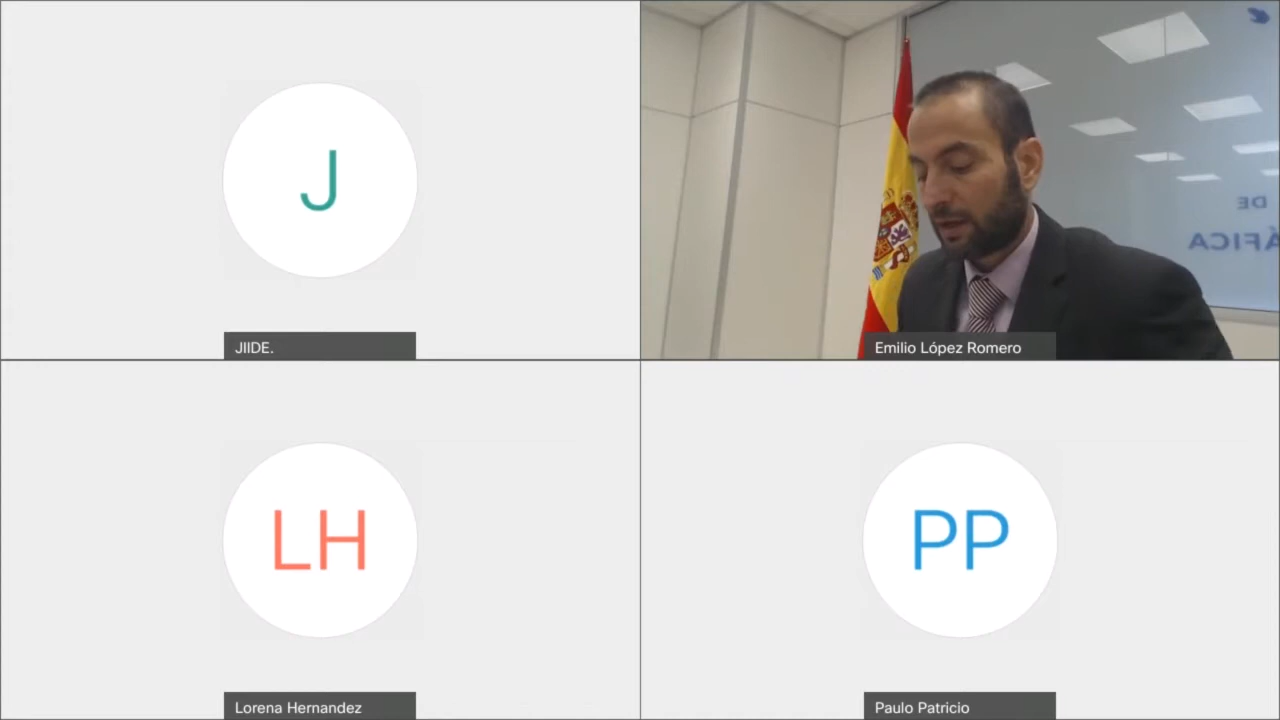 J
JIIDE.
DE
ÁFICA
Emilio López Romero
LH
Lorena Hernandez
PP
Paulo Patricio